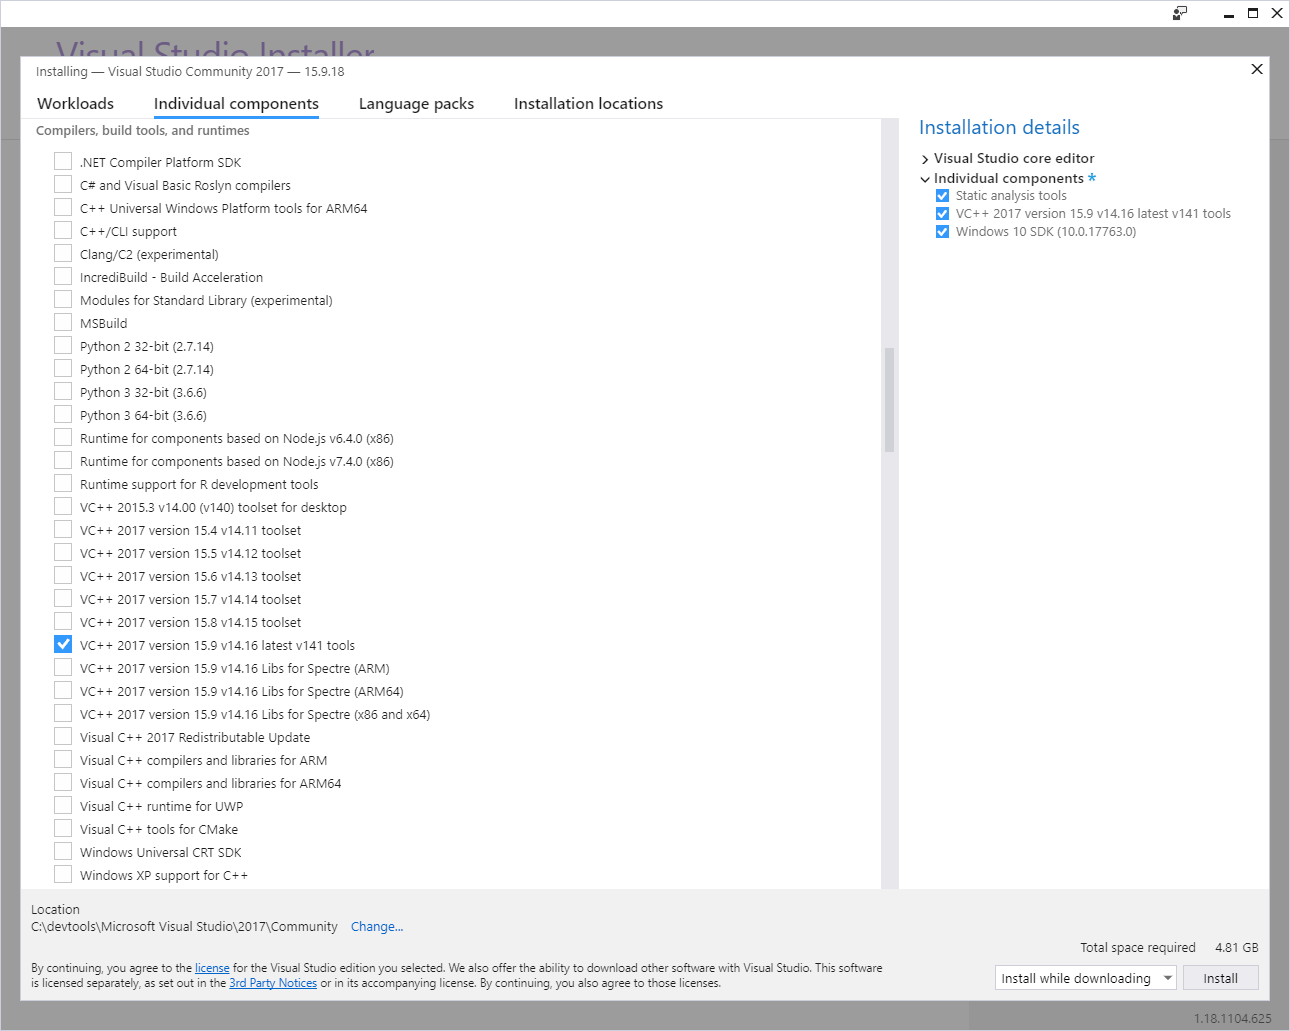 Visual Studio Installer
Installing — Visual Studio Community 2017 — 15.9.18
Workloads Individual components Language packs Installation locations
Compilers, build tools, and runtimes
.NET Compiler Platform SDK
C# and Visual Basic Roslyn compilers
C++ Universal Windows Platform tools for ARM64
C++/CLI support
Clang/C2 (experimental)
IncrediBuild - Build Acceleration
Modules for Standard Library (experimental)
MSBuild
Python 2 32-bit (2.7.14)
Python 2 64-bit (2.7.14)
Python 3 32-bit (3.6.6)
Python 3 64-bit (3.6.6)
Runtime for components based on Node.js v6.4.0 (x86)
Runtime for components based on Node.js v7.4.0 (x86)
Runtime support for R development tools
VC++ 2015.3 v14.00 (v140) toolset for desktop
VC++ 2017 version 15.4 v14.11 toolset
VC++ 2017 version 15.5 v14.12 toolset
VC++ 2017 version 15.6 v14.13 toolset
VC++ 2017 version 15.7 v14.14 toolset
VC++ 2017 version 15.8 v14.15 toolset
VC++ 2017 version 15.9 v14.16 latest v141 tools
VC++ 2017 version 15.9 v14.16 Libs for Spectre (ARM)
VC++ 2017 version 15.9 v14.16 Libs for Spectre (ARM64)
VC++ 2017 version 15.9 v14.16 Libs for Spectre (x86 and x64)
Visual C++ 2017 Redistributable Update
Visual C++ compilers and libraries for ARM
Visual C++ compilers and libraries for ARM64
Visual C++ runtime for UWP
Visual C++ tools for CMake
Windows Universal CRT SDK
Windows XP support for C++
Installation details
Visual Studio core editor
Individual components *
Static analysis tools
VC++ 2017 version 15.9 v14.16 latest v141 tools
Windows 10 SDK (10.0.17763.0)
Location
C:\devtools\Microsoft Visual Studio\2017\Community Change...
Total space required 4.81 GB
By continuing, you agree to the license for the Visual Studio edition you selected. We also offer the ability to download other software with Visual Studio. This software
is licensed separately, as set out in the 3rd Party Notices or in its accompanying license. By continuing, you also agree to those licenses.
Install while downloading Install
1.18.1104.625